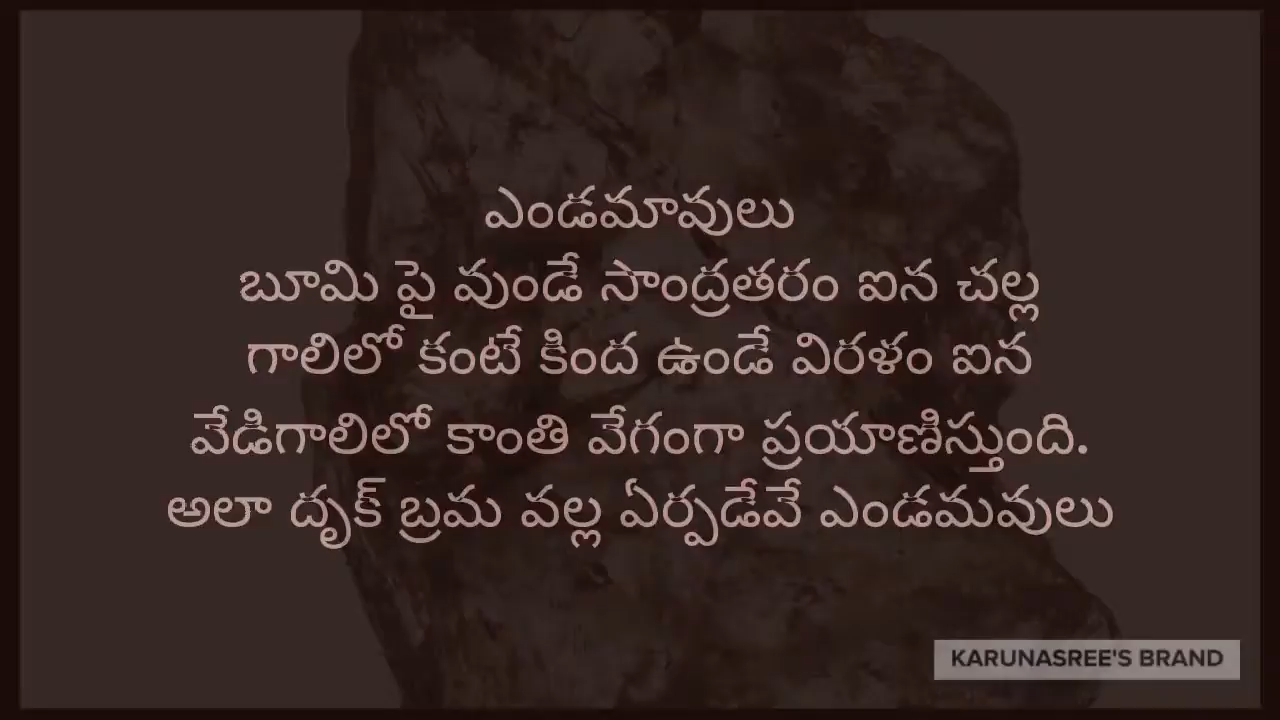 ఎండమావులు
బూమి పై వుండే సాంద్రతరం ఐన చల్ల
గాలిలో కంటే కింద ఉండే విరళం ఐన
వేడిగాలిలో కాంతి వేగంగా ప్రయాణిస్తుంది.
అలా దృక్ బ్రమ వల్ల ఏర్పడేవే ఎండమవులు
KARUNASREE'S BRAND